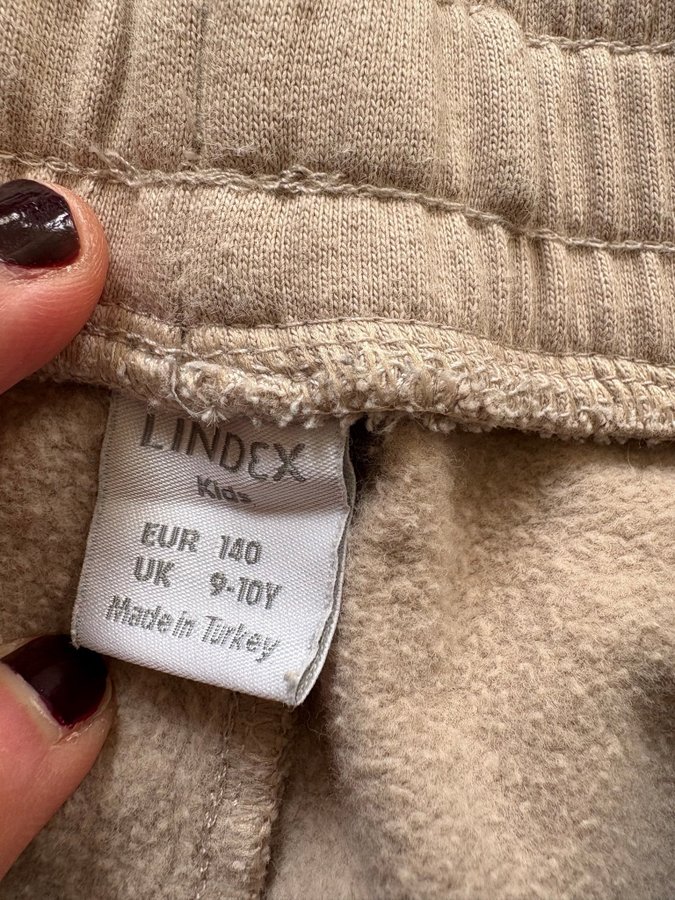 LINDEX
Kids
EUR 140
UK 9-10Y
Made in Turkey